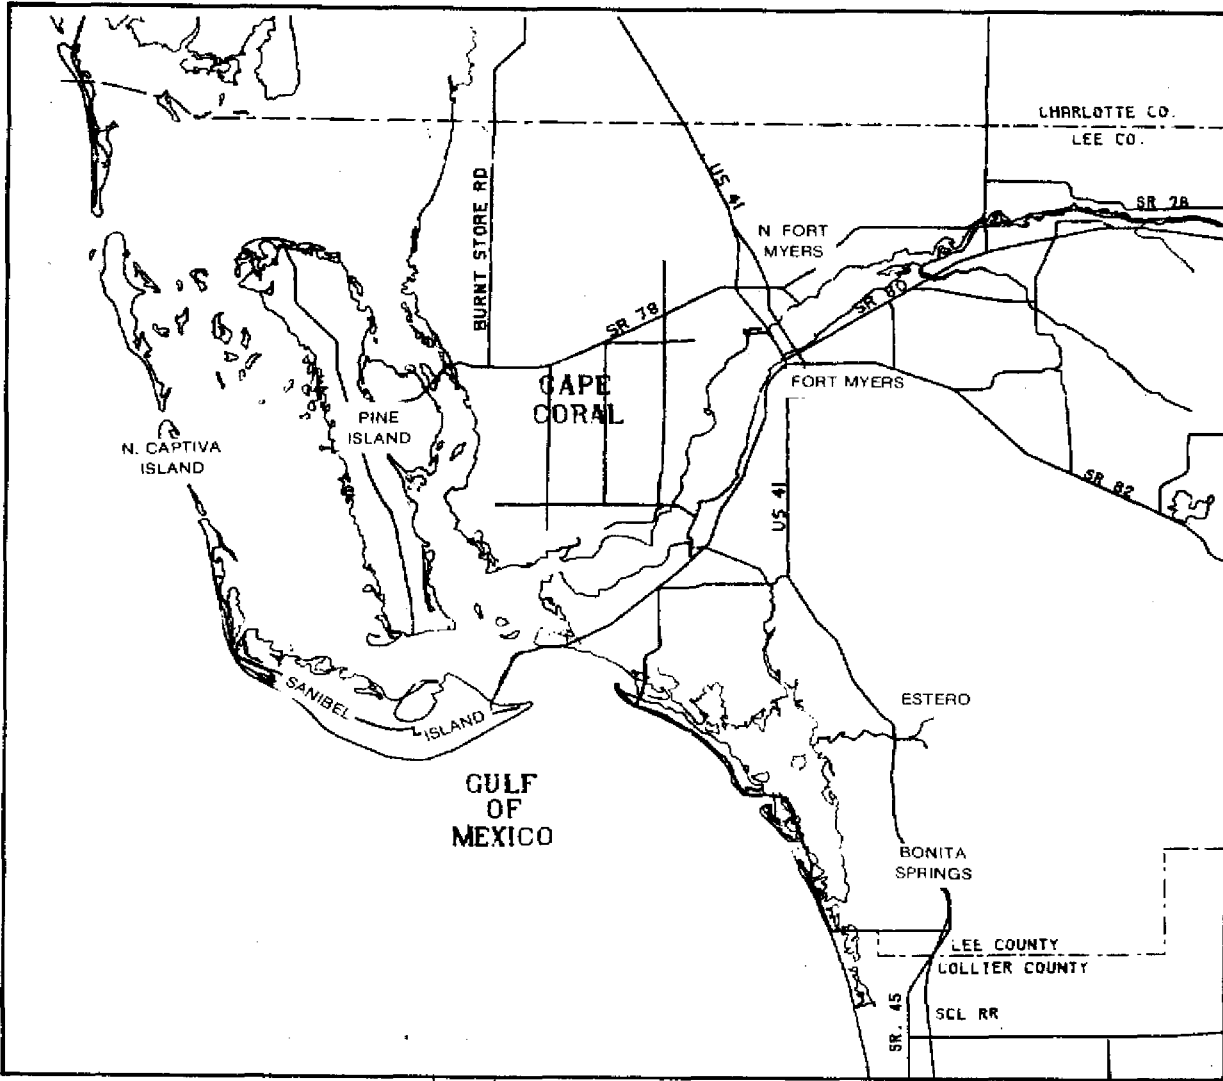 CHARLOTTE CO.
LEE CO.
BURNT STORE RD
US 41
SR 78
N FORT
MYERS
SR 80
SR 78
CAPE
CORAL
FORT MYERS
PINE
ISLAND
N. CAPTIVA
ISLAND
US 41
SR 82
SANIBEL
ISLAND
ESTERO
GULF
OF
MEXICO
BONITA
SPRINGS
LEE COUNTY
COLLIER COUNTY
SR. 45
SCL RR